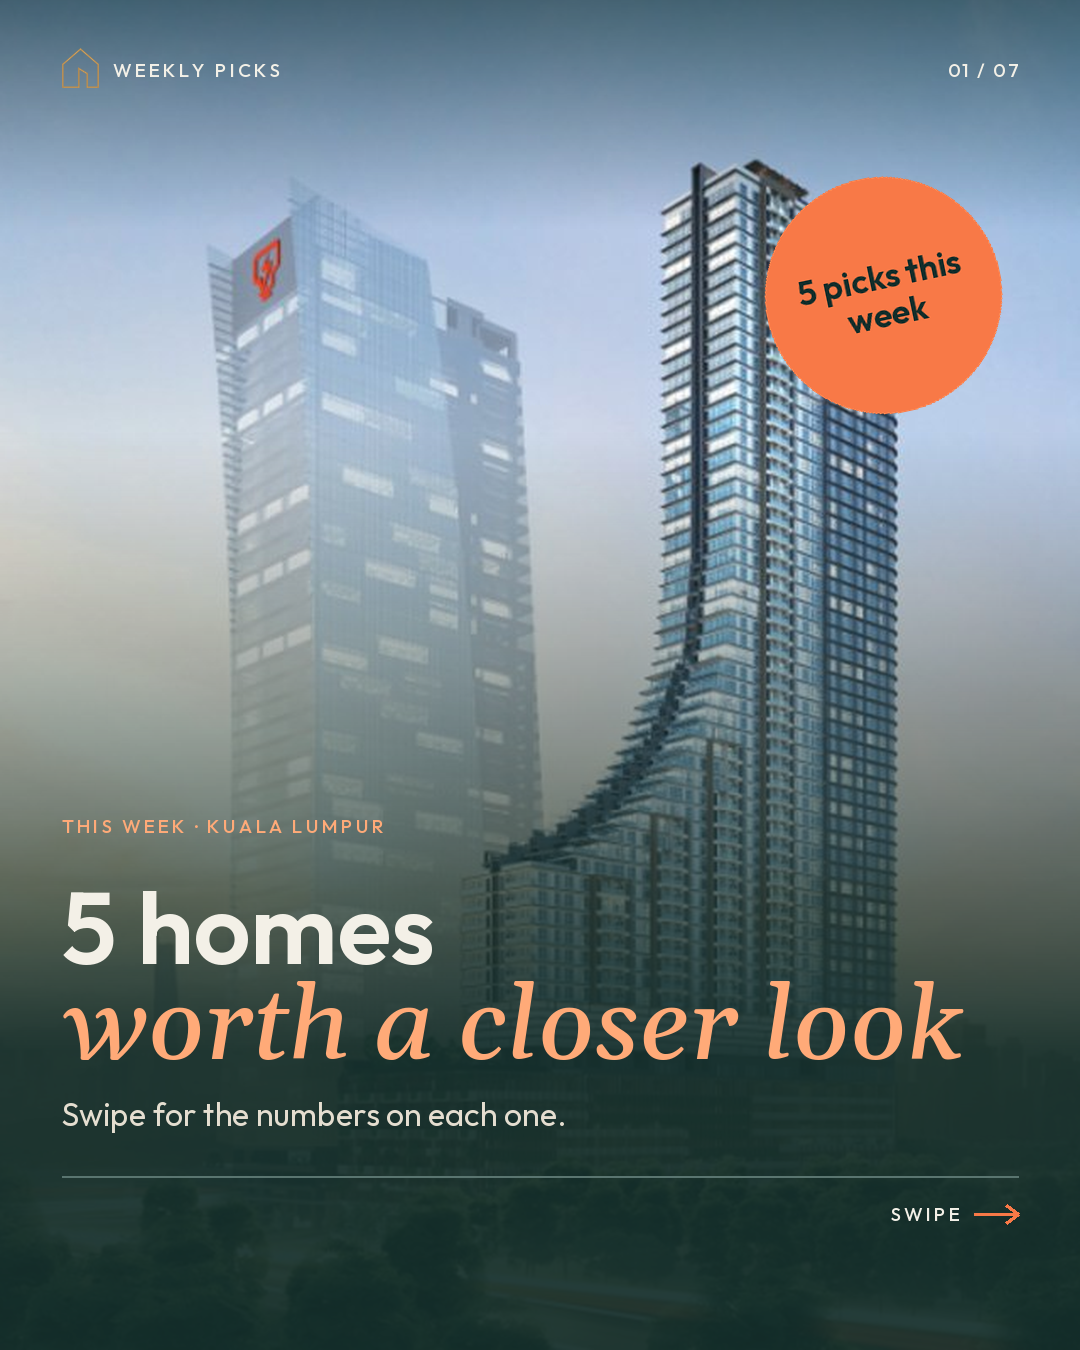 WEEKLY PICKS
01 / 07
5 picks this
week
THIS WEEK · KUALA LUMPUR
5 homes
worth a closer look
Swipe for the numbers on each one.
SWIPE